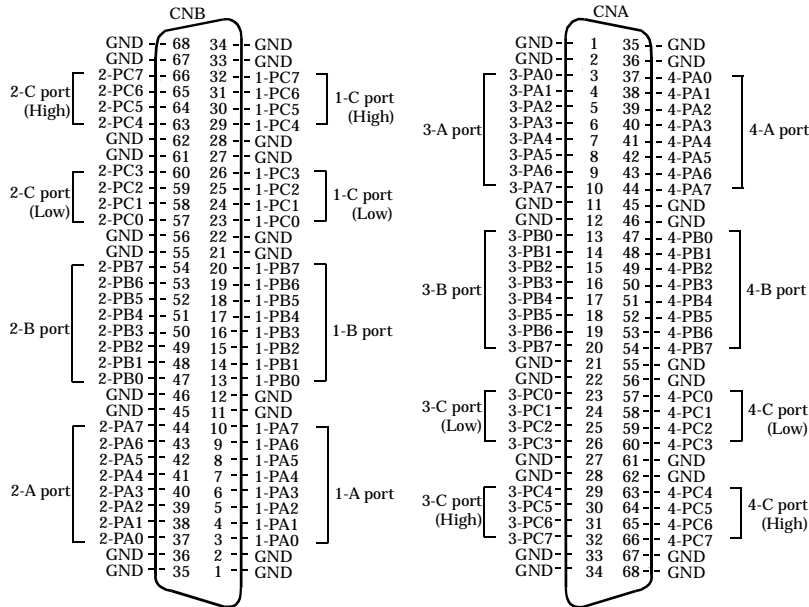 CNB
GND 68 34 GND
GND 67 33 GND
2-PC7 66 32 1-PC7
2-PC6 65 31 1-PC6
2-PC5 64 30 1-PC5
2-PC4 63 29 1-PC4
2-C port
(High)
1-C port
(High)
GND 62 28 GND
GND 61 27 GND
2-PC3 60 26 1-PC3
2-PC2 59 25 1-PC2
2-PC1 58 24 1-PC1
2-PC0 57 23 1-PC0
2-C port
(Low)
1-C port
(Low)
GND 56 22 GND
GND 55 21 GND
2-PB7 54 20 1-PB7
2-PB6 53 19 1-PB6
2-PB5 52 18 1-PB5
2-PB4 51 17 1-PB4
2-PB3 50 16 1-PB3
2-PB2 49 15 1-PB2
2-PB1 48 14 1-PB1
2-PB0 47 13 1-PB0
2-B port
1-B port
GND 46 12 GND
GND 45 11 GND
2-PA7 44 10 1-PA7
2-PA6 43 9 1-PA6
2-PA5 42 8 1-PA5
2-PA4 41 7 1-PA4
2-PA3 40 6 1-PA3
2-PA2 39 5 1-PA2
2-PA1 38 4 1-PA1
2-PA0 37 3 1-PA0
2-A port
1-A port
GND 36 2 GND
GND 35 1 GND
CNA
GND 1 35 GND
GND 2 36 GND
3-PA0 3 37 4-PA0
3-PA1 4 38 4-PA1
3-PA2 5 39 4-PA2
3-PA3 6 40 4-PA3
3-PA4 7 41 4-PA4
3-PA5 8 42 4-PA5
3-PA6 9 43 4-PA6
3-PA7 10 44 4-PA7
3-A port
4-A port
GND 11 45 GND
GND 12 46 GND
3-PB0 13 47 4-PB0
3-PB1 14 48 4-PB1
3-PB2 15 49 4-PB2
3-PB3 16 50 4-PB3
3-PB4 17 51 4-PB4
3-PB5 18 52 4-PB5
3-PB6 19 53 4-PB6
3-PB7 20 54 4-PB7
3-B port
4-B port
GND 21 55 GND
GND 22 56 GND
3-PC0 23 57 4-PC0
3-PC1 24 58 4-PC1
3-PC2 25 59 4-PC2
3-PC3 26 60 4-PC3
3-C port
(Low)
4-C port
(Low)
GND 27 61 GND
GND 28 62 GND
3-PC4 29 63 4-PC4
3-PC5 30 64 4-PC5
3-PC6 31 65 4-PC6
3-PC7 32 66 4-PC7
3-C port
(High)
4-C port
(High)
GND 33 67 GND
GND 34 68 GND